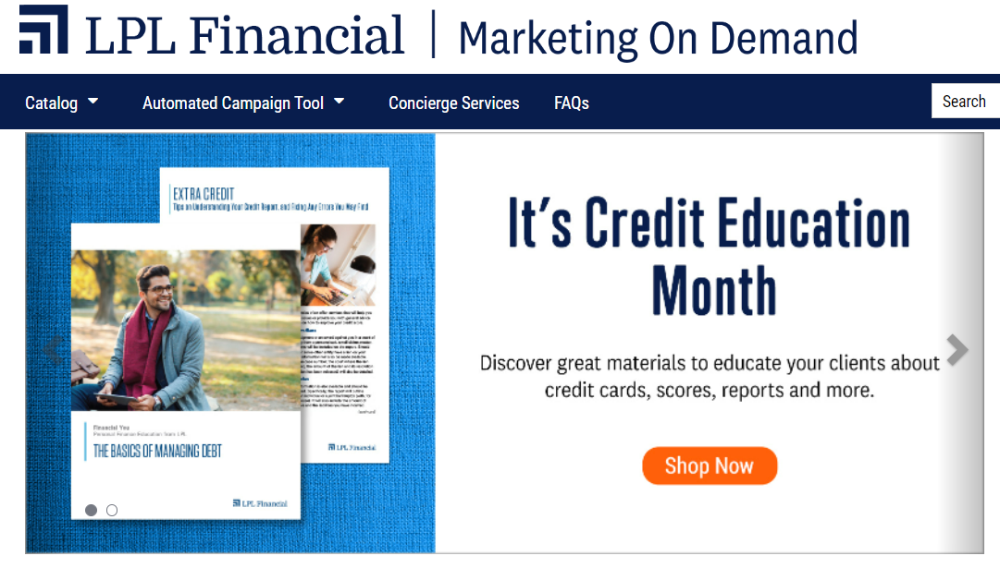 LPL Financial | Marketing On Demand
Catalog Automated Campaign Tool Concierge Services FAQs Search
EXTRA CREDIT
Tips on Understanding Your Credit Report, and Fixing Any Errors You May Find
Financial You
Personal Finance Education from LPL
THE BASICS OF MANAGING DEBT
LPL Financial
LPL Financial
It's Credit Education
Month
Discover great materials to educate your clients about
credit cards, scores, reports and more.
Shop Now